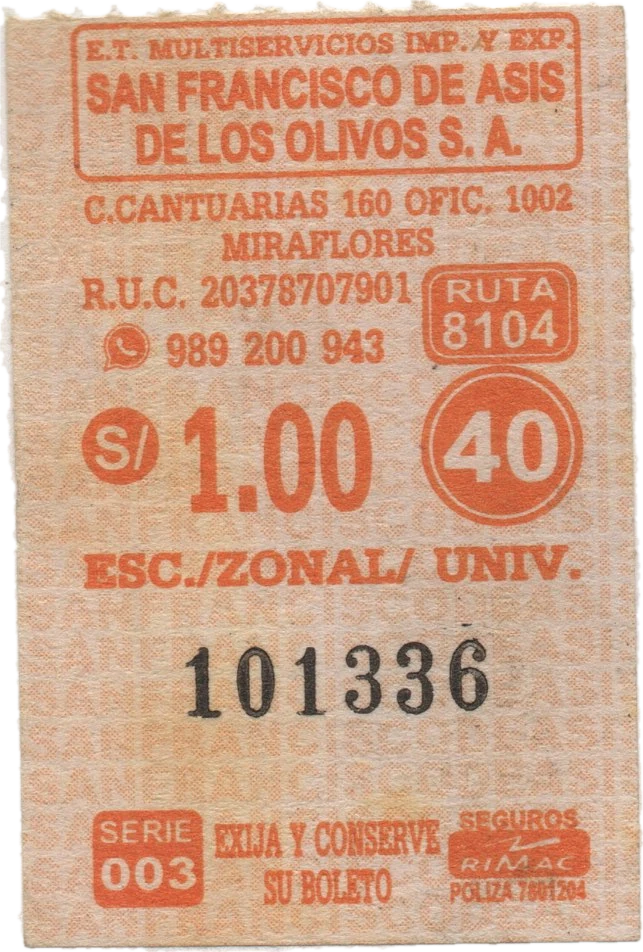 E.T. MULTISERVICIOS IMP. Y EXP.
SAN FRANCISCO DE ASIS
DE LOS OLIVOS S. A.
C.CANTUARIAS 160 OFIC. 1002
MIRAFLORES
R.U.C. 20378707901
RUTA
8104
989 200 943
S/ 1.00
40
ESC./ZONAL/ UNIV.
101336
SERIE
003
EXIJA Y CONSERVE
SU BOLETO
SEGUROS
RIMAC
POLIZA 7601204